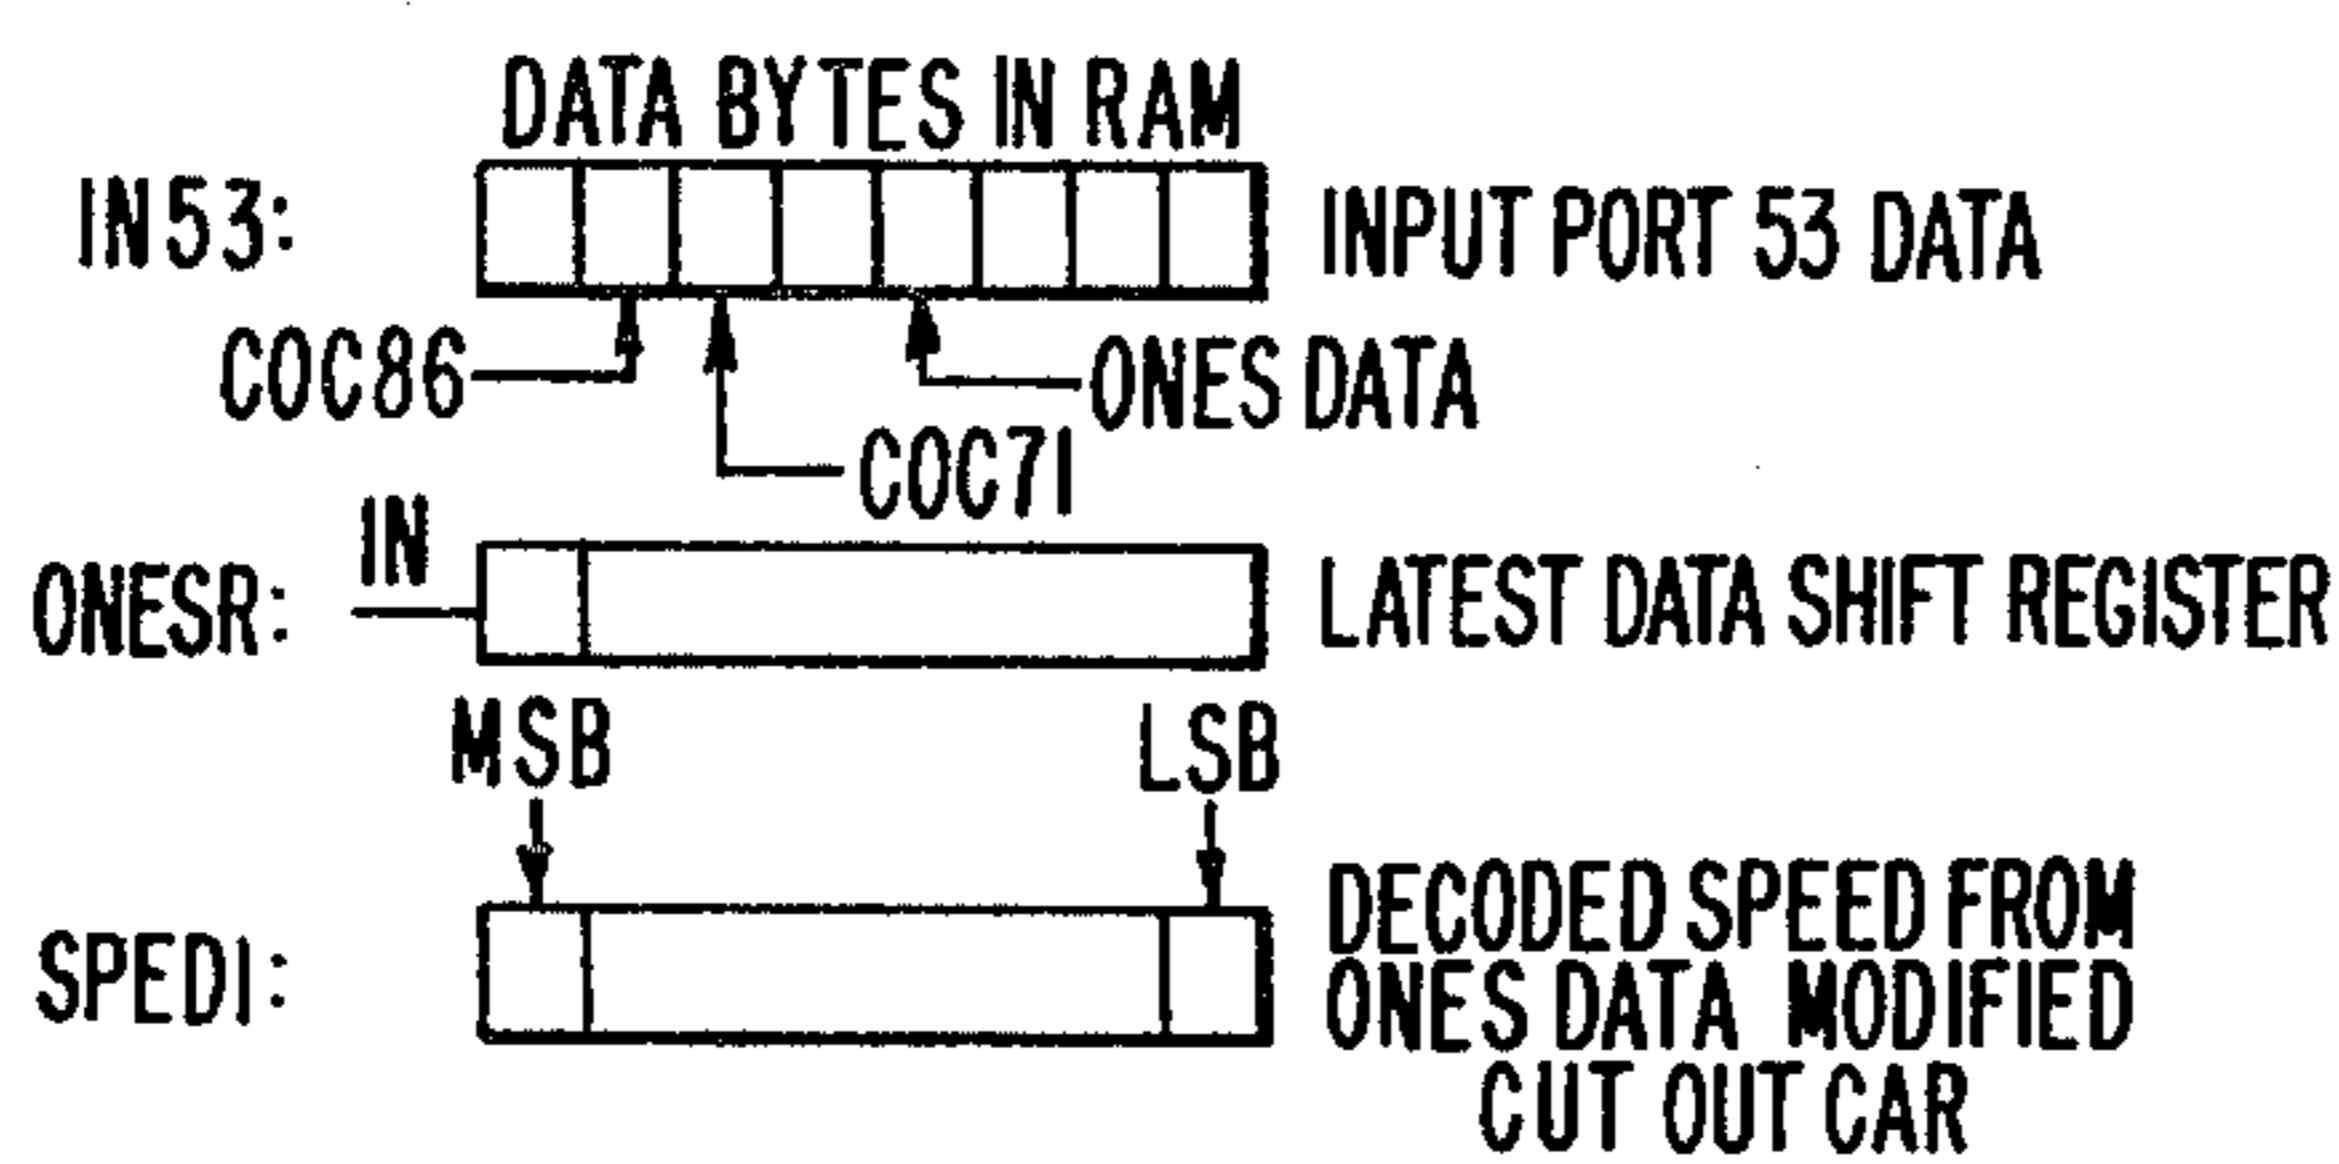 DATA BYTES IN RAM
IN53:
INPUT PORT 53 DATA
COC86
ONES DATA
COC71
IN
ONESR:
LATEST DATA SHIFT REGISTER
MSB
LSB
SPED1:
DECODED SPEED FROM
ONES DATA MODIFIED
CUT OUT CAR